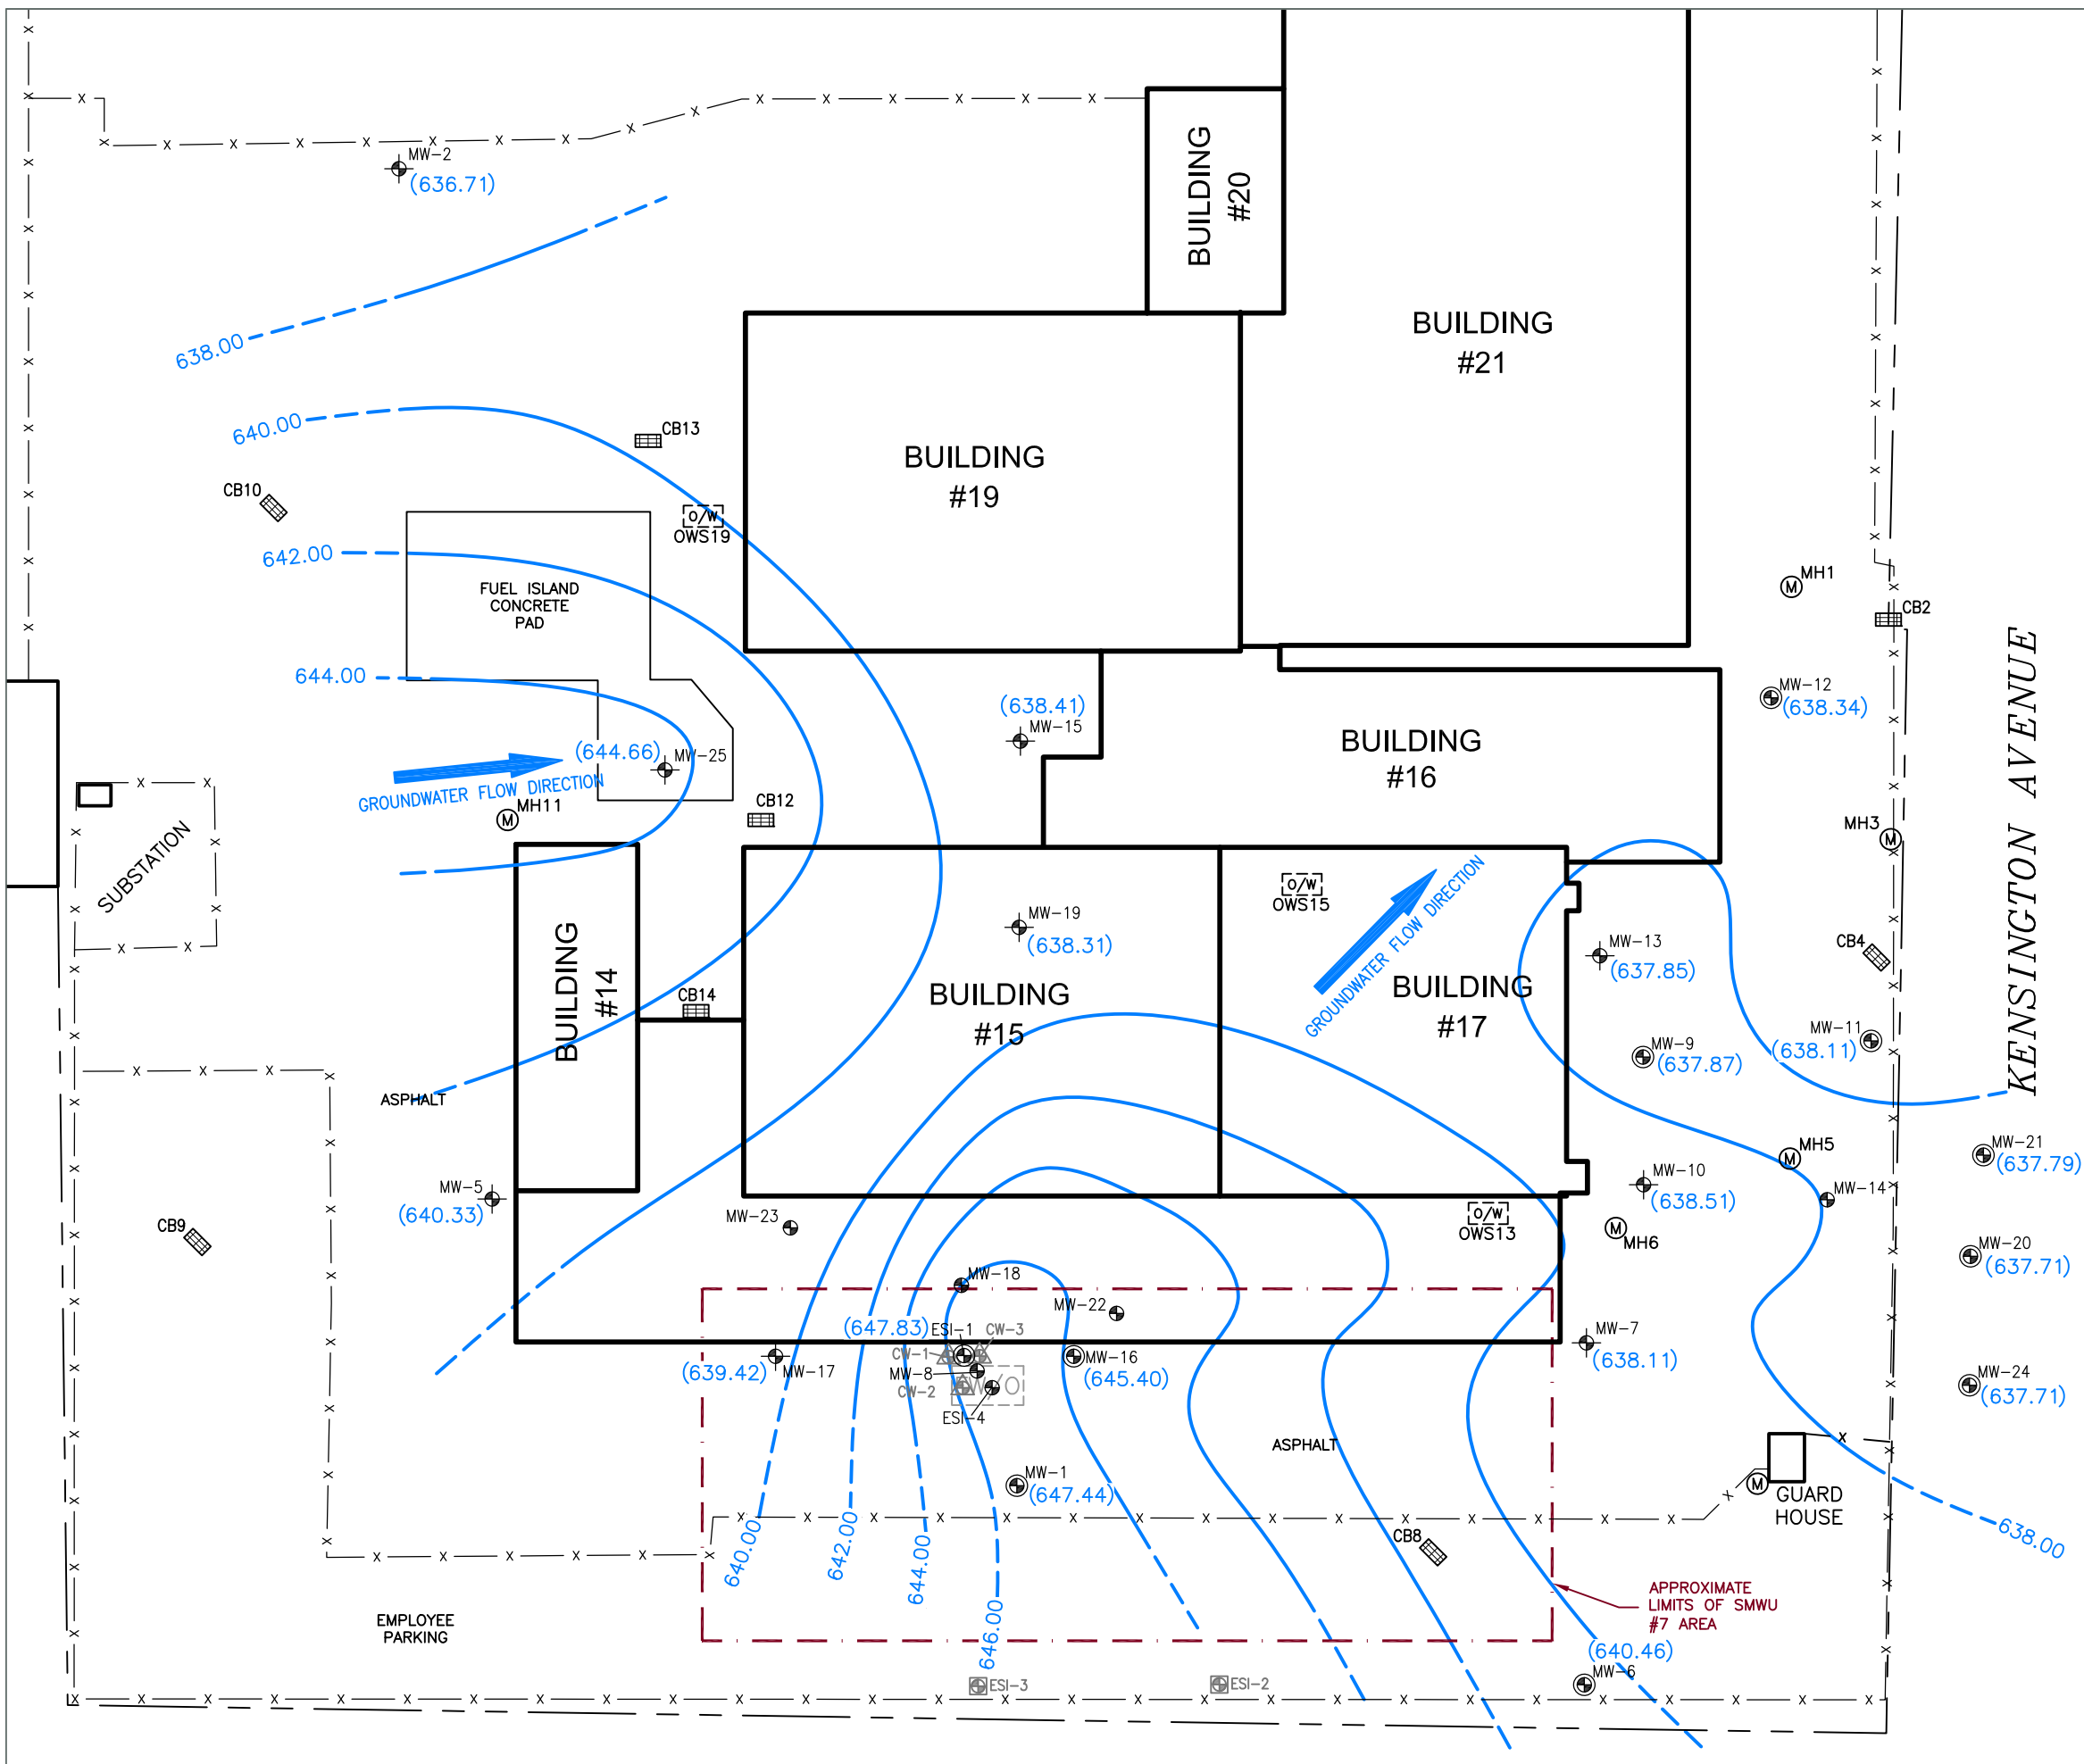 MW-2
(636.71)
BUILDING
#20
BUILDING
#21
638.00
640.00
CB13
BUILDING
#19
CB10
O/W
OWS19
642.00
FUEL ISLAND
CONCRETE
PAD
MH1
CB2
644.00
KENSINGTON AVENUE
MW-12
(638.34)
(638.41)
MW-15
(644.66)
MW-25
BUILDING
#16
GROUNDWATER FLOW DIRECTION
M
MH11
CB12
MH3
M
SUBSTATION
O/W
OWS15
GROUNDWATER FLOW DIRECTION
MW-19
(638.31)
BUILDING
#14
MW-13
(637.85)
CB4
CB14
BUILDING
#15
BUILDING
#17
MW-11
(638.11)
MW-9
(637.87)
ASPHALT
MH5
M
MW-21
(637.79)
MW-5
(640.33)
MW-10
(638.51)
MW-14
MW-23
O/W
OWS13
M
MH6
CB9
MW-20
(637.71)
MW-18
MW-22
(647.83)
ESI-1
CW-3
CW-1
MW-8
CW-2
W/O
ESI-4
MW-16
(645.40)
(639.42)
MW-17
MW-7
(638.11)
MW-24
(637.71)
ASPHALT
MW-1
(647.44)
M
GUARD
HOUSE
CB8
640.00
642.00
644.00
646.00
638.00
APPROXIMATE
LIMITS OF SMWU
#7 AREA
EMPLOYEE
PARKING
(640.46)
MW-6
ESI-3
ESI-2